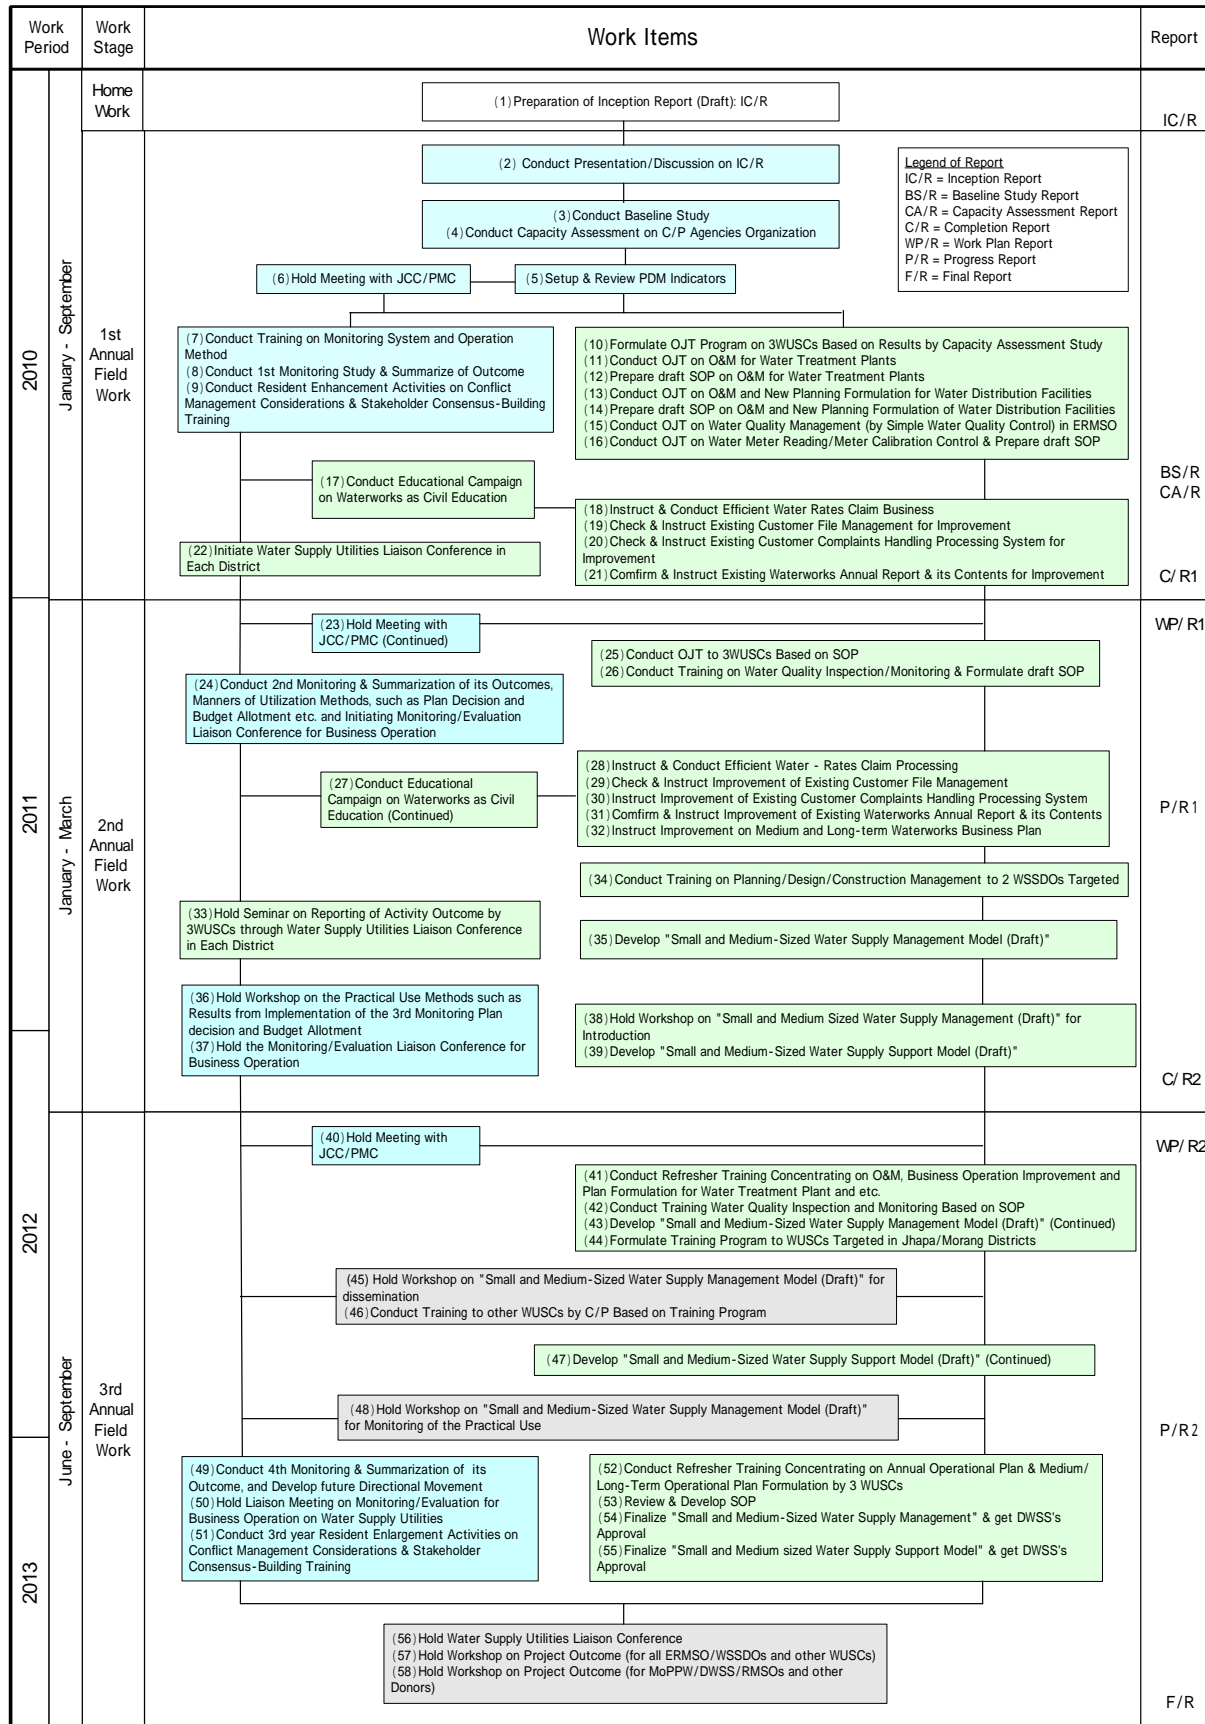 Work
Period
Work
Stage
Work Items
Report
2010
January - September
Home
Work
(1)Preparation of Inception Report (Draft): IC/R
IC/R
1st
Annual
Field
Work
(2) Conduct Presentation/Discussion on IC/R
Legend of Report
IC/R = Inception Report
BS/R = Baseline Study Report
CA/R = Capacity Assessment Report
C/R = Completion Report
WP/R = Work Plan Report
P/R = Progress Report
F/R = Final Report
(3)Conduct Baseline Study
(4)Conduct Capacity Assessment on C/P Agencies Organization
(6)Hold Meeting with JCC/PMC
(5)Setup & Review PDM Indicators
(7)Conduct Training on Monitoring System and Operation
Method
(8)Conduct 1st Monitoring Study & Summarize of Outcome
(9)Conduct Resident Enhancement Activities on Conflict
Management Considerations & Stakeholder Consensus-Building
Training
(10)Formulate OJT Program on 3WUSCs Based on Results by Capacity Assessment Study
(11)Conduct OJT on O&M for Water Treatment Plants
(12)Prepare draft SOP on O&M for Water Treatment Plants
(13)Conduct OJT on O&M and New Planning Formulation for Water Distribution Facilities
(14)Prepare draft SOP on O&M and New Planning Formulation of Water Distribution Facilities
(15)Conduct OJT on Water Quality Management (by Simple Water Quality Control) in ERMSO
(16)Conduct OJT on Water Meter Reading/Meter Calibration Control & Prepare draft SOP
(17)Conduct Educational Campaign
on Waterworks as Civil Education
BS/R
CA/R
(18)Instruct & Conduct Efficient Water Rates Claim Business
(19)Check & Instruct Existing Customer File Management for Improvement
(20)Check & Instruct Existing Customer Complaints Handling Processing System for
Improvement
(21)Comfirm & Instruct Existing Waterworks Annual Report & its Contents for Improvement
(22)Initiate Water Supply Utilities Liaison Conference in
Each District
C/R1
2011
January - March
2nd
Annual
Field
Work
(23)Hold Meeting with
JCC/PMC (Continued)
WP/R1
(25)Conduct OJT to 3WUSCs Based on SOP
(26)Conduct Training on Water Quality Inspection/Monitoring & Formulate draft SOP
(24)Conduct 2nd Monitoring & Summarization of its Outcomes,
Manners of Utilization Methods, such as Plan Decision and
Budget Allotment etc. and Initiating Monitoring/Evaluation
Liaison Conference for Business Operation
(27)Conduct Educational
Campaign on Waterworks as Civil
Education (Continued)
(28)Instruct & Conduct Efficient Water - Rates Claim Processing
(29)Check & Instruct Improvement of Existing Customer File Management
(30)Instruct Improvement of Existing Customer Complaints Handling Processing System
(31)Comfirm & Instruct Improvement of Existing Waterworks Annual Report & its Contents
(32)Instruct Improvement on Medium and Long-term Waterworks Business Plan
P/R1
(34)Conduct Training on Planning/Design/Construction Management to 2 WSSDOs Targeted
(33)Hold Seminar on Reporting of Activity Outcome by
3WUSCs through Water Supply Utilities Liaison Conference
in Each District
(35)Develop "Small and Medium-Sized Water Supply Management Model (Draft)"
(36)Hold Workshop on the Practical Use Methods such as
Results from Implementation of the 3rd Monitoring Plan
decision and Budget Allotment
(37)Hold the Monitoring/Evaluation Liaison Conference for
Business Operation
(38)Hold Workshop on "Small and Medium Sized Water Supply Management (Draft)" for
Introduction
(39)Develop "Small and Medium-Sized Water Supply Support Model (Draft)"
C/R2
2012
June - September
3rd
Annual
Field
Work
(40)Hold Meeting with
JCC/PMC
WP/R2
(41)Conduct Refresher Training Concentrating on O&M, Business Operation Improvement and
Plan Formulation for Water Treatment Plant and etc.
(42)Conduct Training Water Quality Inspection and Monitoring Based on SOP
(43)Develop "Small and Medium-Sized Water Supply Management Model (Draft)" (Continued)
(44)Formulate Training Program to WUSCs Targeted in Jhapa/Morang Districts
(45) Hold Workshop on "Small and Medium-Sized Water Supply Management Model (Draft)" for
dissemination
(46)Conduct Training to other WUSCs by C/P Based on Training Program
(47)Develop "Small and Medium-Sized Water Supply Support Model (Draft)" (Continued)
(48)Hold Workshop on "Small and Medium-Sized Water Supply Management Model (Draft)"
for Monitoring of the Practical Use
P/R2
2013
(49)Conduct 4th Monitoring & Summarization of its
Outcome, and Develop future Directional Movement
(50)Hold Liaison Meeting on Monitoring/Evaluation for
Business Operation on Water Supply Utilities
(51)Conduct 3rd year Resident Enlargement Activities on
Conflict Management Considerations & Stakeholder
Consensus-Building Training
(52)Conduct Refresher Training Concentrating on Annual Operational Plan & Medium/
Long-Term Operational Plan Formulation by 3 WUSCs
(53)Review & Develop SOP
(54)Finalize "Small and Medium-Sized Water Supply Management" & get DWSS's
Approval
(55)Finalize "Small and Medium sized Water Supply Support Model" & get DWSS's
Approval
(56)Hold Water Supply Utilities Liaison Conference
(57)Hold Workshop on Project Outcome (for all ERMSO/WSSDOs and other WUSCs)
(58)Hold Workshop on Project Outcome (for MoPPW/DWSS/RMSOs and other
Donors)
F/R